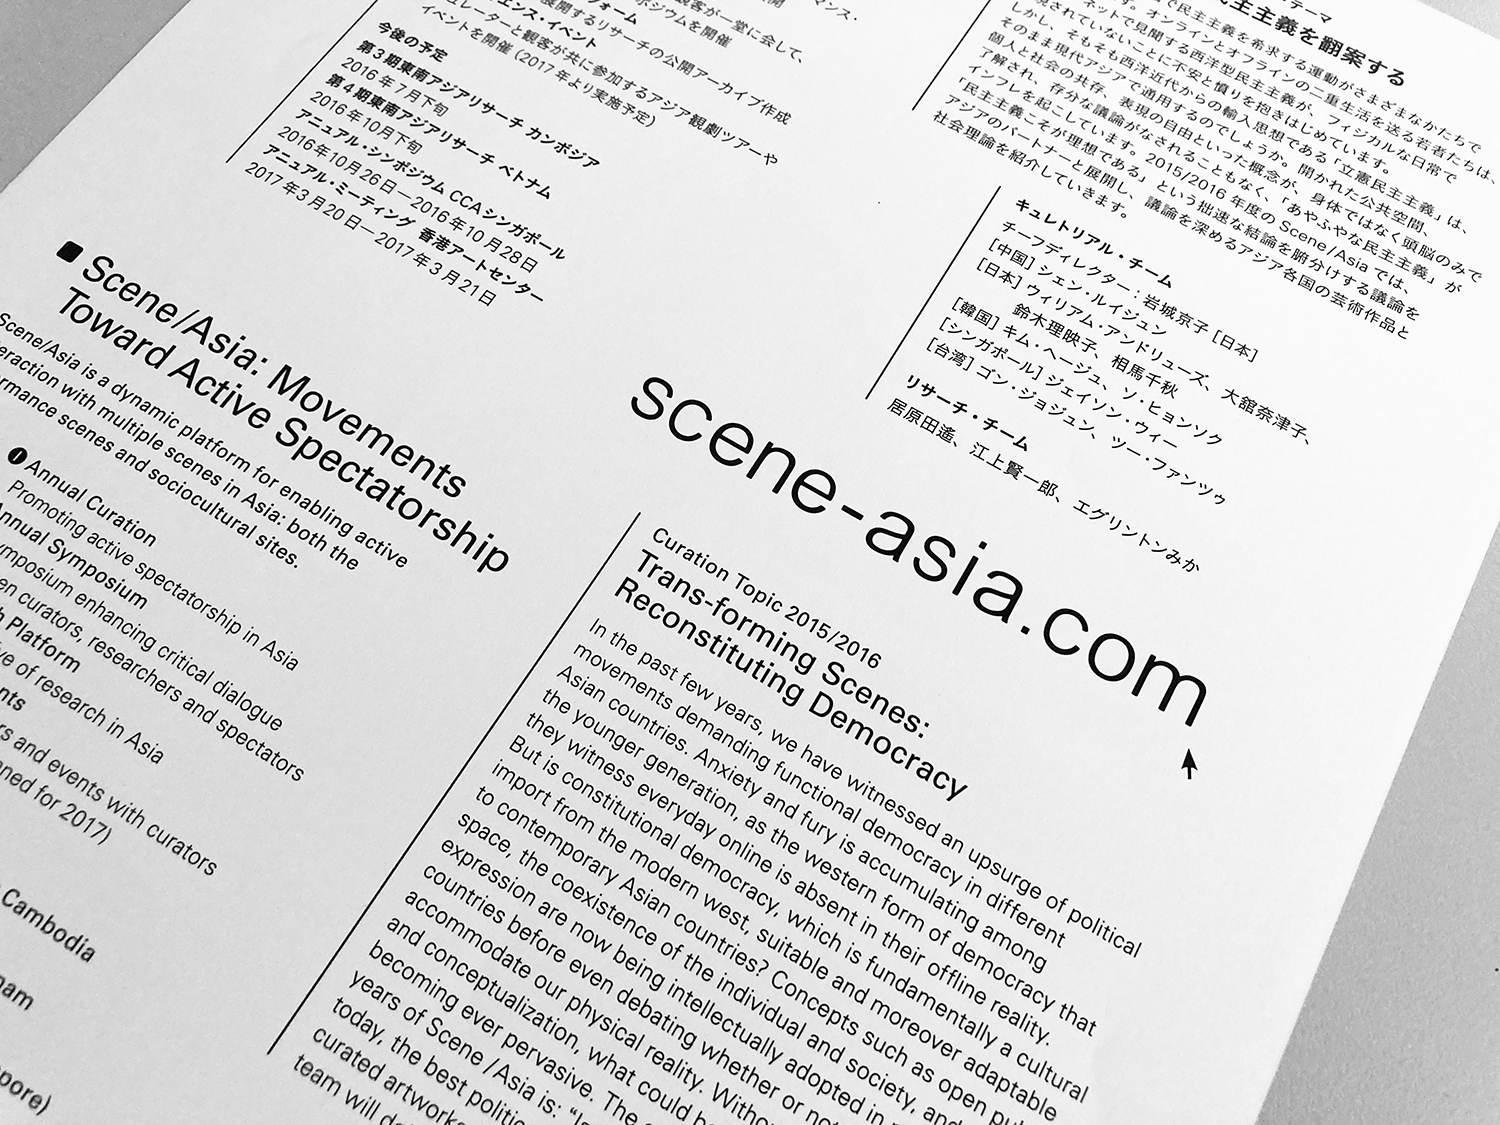 マンス・
観客が一堂に会して、
ポジウムを開催
フォーム
展開するリサーチの公開アーカイブ作成
エンス・イベント
ュレーターと観客が共に参加するアジア観劇ツアーや
イベントを開催(2017年より実施予定)
今後の予定
第3期東南アジアリサーチ カンボジア
2016年7月下旬
第4期東南アジアリサーチ ベトナム
2016年10月下旬
アニュアル・シンポジウム CCAシンガポール
2016年10月26日—2016年10月28日
アニュアル・ミーティング 香港アートセンター
2017年3月20日—2017年3月21日
テーマ
民主主義を翻案する
で民主主義を希求する運動がさまざまなかたちで
す。オンラインとオフラインの二重生活を送る若者たちは、
ネットで見聞する西洋型民主主義が、フィジカルな日常で
現されていないことに不安と憤りを抱きはじめています。
しかし、そもそも西洋近代からの輸入思想である「立憲民主主義」は、
そのまま現代アジアで通用するのでしょうか。開かれた公共空間、
個人と社会の共存、表現の自由といった概念が、身体ではなく頭脳のみで
了解され、存分な議論がなされることもなく、「あやふやな民主主義」が
インフレを起こしています。2015/2016年度のScene/Asiaでは、
「民主主義こそが理想である」という拙速な結論を腑分けする議論を
アジアのパートナーと展開し、議論を深めるアジア各国の芸術作品と
社会理論を紹介していきます。
キュレトリアル・チーム
チーフディレクター：岩城京子［日本］
［中国］シェン・ルイジュン
［日本］ウィリアム・アンドリューズ、大舘奈津子、
鈴木理映子、相馬千秋
［韓国］キム・ヘージュ、ソ・ヒョンソク
［シンガポール］ジェイソン・ウィー
［台湾］ゴン・ジョジュン、ツー・ファンツゥ
リサーチ・チーム
居原田遙、江上賢一郎、エグリントンみか
scene-asia.com
■ Scene/Asia: Movements
Toward Active Spectatorship
Scene/Asia is a dynamic platform for enabling active
eraction with multiple scenes in Asia: both the
rmance scenes and sociocultural sites.
Annual Curation
Promoting active spectatorship in Asia
Annual Symposium
ymposium enhancing critical dialogue
en curators, researchers and spectators
h Platform
ve of research in Asia
nts
rs and events with curators
ned for 2017)
Cambodia
nam
pore)
Curation Topic 2015/2016
Trans-forming Scenes:
Reconstituting Democracy
In the past few years, we have witnessed an upsurge of political
movements demanding functional democracy in different
Asian countries. Anxiety and fury is accumulating among
the younger generation, as the western form of democracy that
they witness everyday online is absent in their offline reality.
But is constitutional democracy, which is fundamentally a cultural
import from the modern west, suitable and moreover adaptable
to contemporary Asian countries? Concepts such as open pu
space, the coexistence of the individual and society, and
expression are now being intellectually adopted in
countries before even debating whether or not
accommodate our physical reality. Withou
and conceptualization, what could b
becoming ever pervasive. The
years of Scene / Asia is: "Is
today, the best politic
curated artworks
team will de